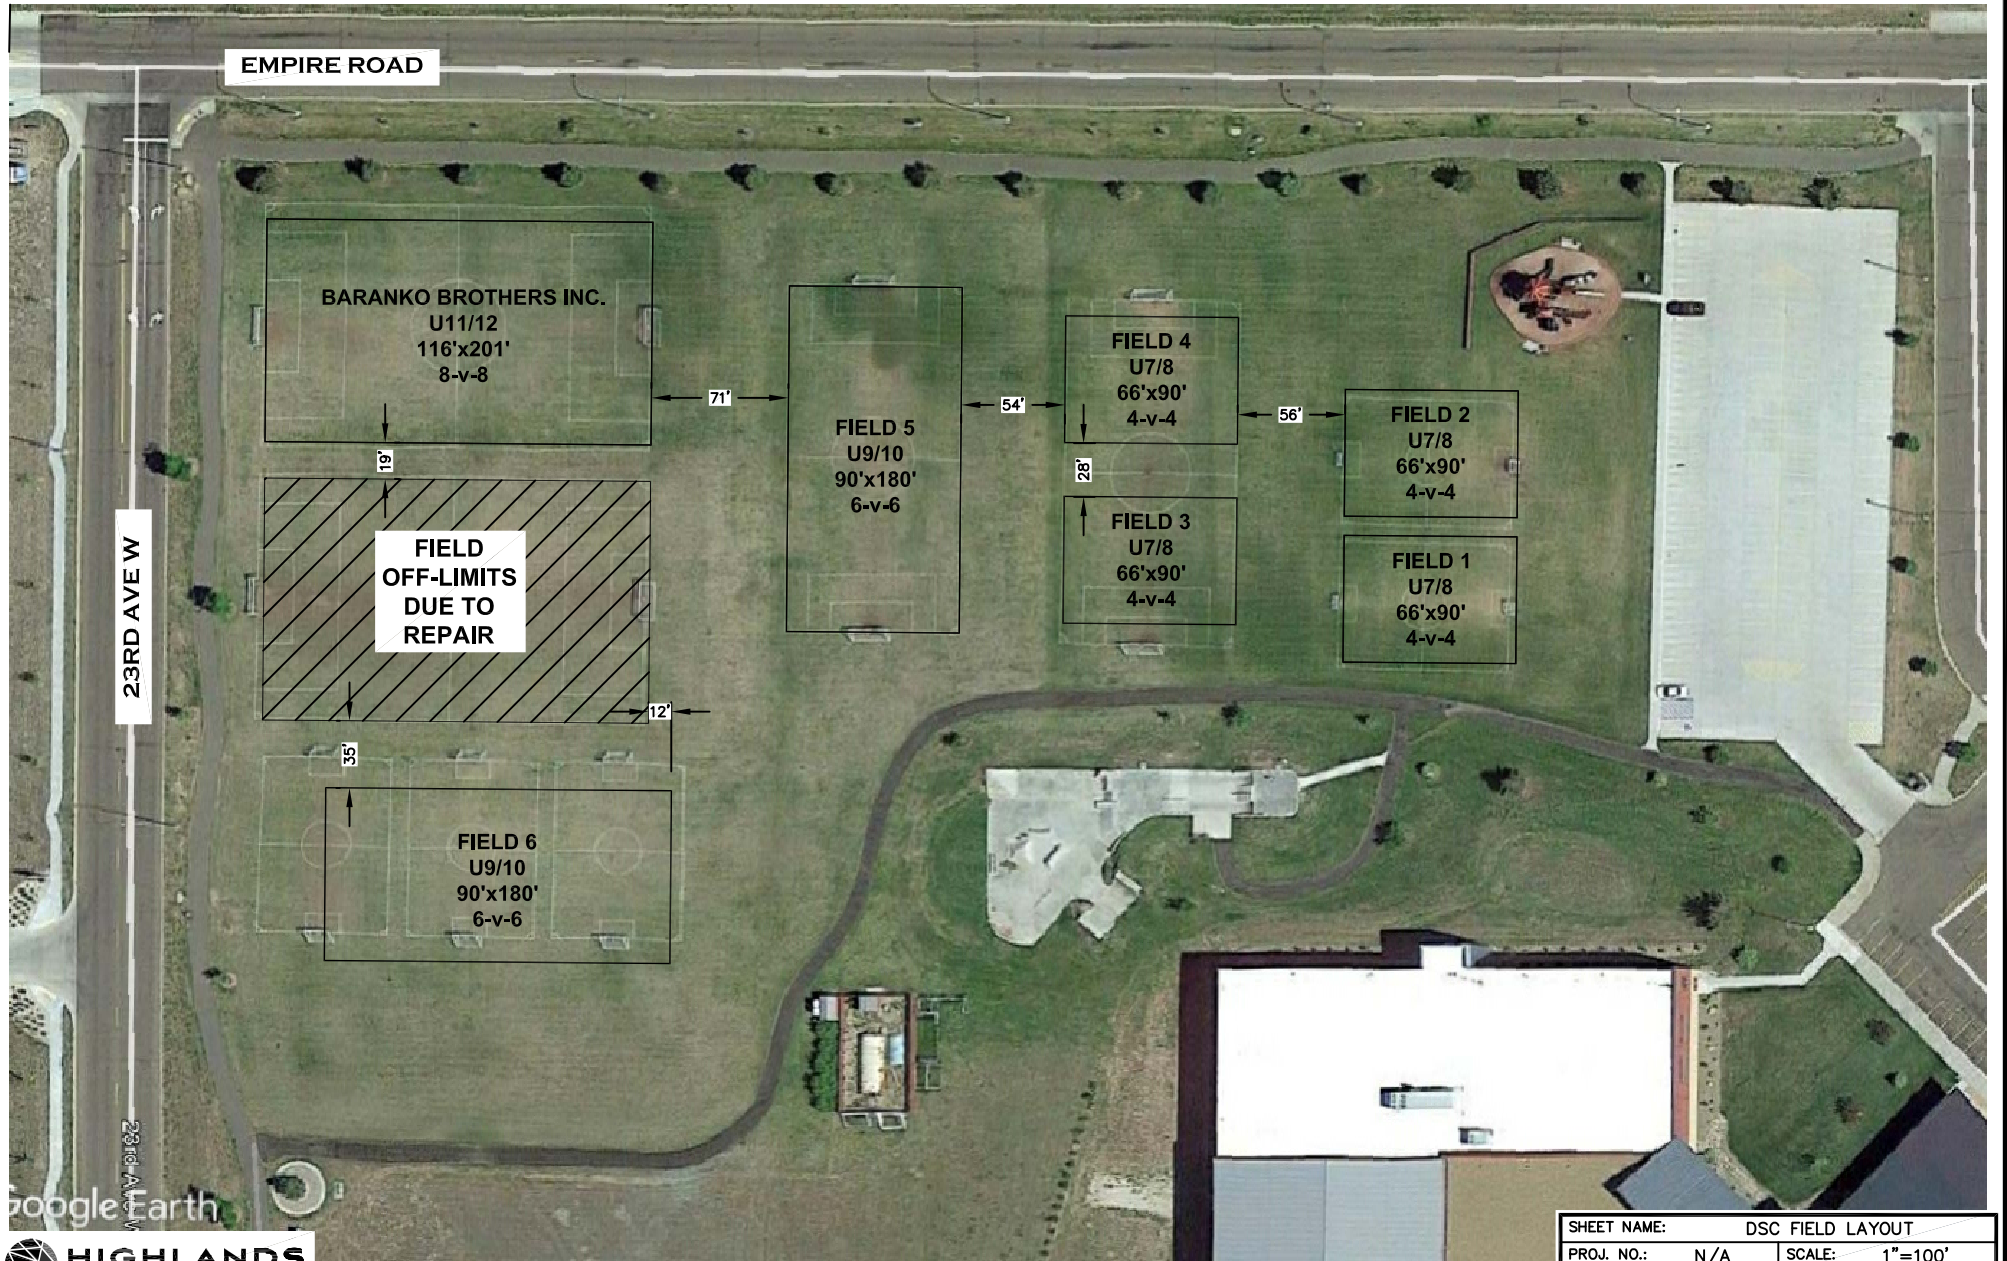 EMPIRE ROAD
BARANKO BROTHERS INC.
U11/12
116'x201'
8-v-8
71'
19'
FIELD 5
U9/10
90'x180'
6-v-6
54'
FIELD 4
U7/8
66'x90'
4-v-4
28'
56'
FIELD 3
U7/8
66'x90'
4-v-4
FIELD 2
U7/8
66'x90'
4-v-4
FIELD 1
U7/8
66'x90'
4-v-4
23RD AVE W
FIELD
OFF-LIMITS
DUE TO
REPAIR
12'
35'
FIELD 6
U9/10
90'x180'
6-v-6
23rd Ave W
Google Earth
HIGHLANDS
SHEET NAME: DSC FIELD LAYOUT
PROJ. NO.: N/A SCALE: 1"=100'